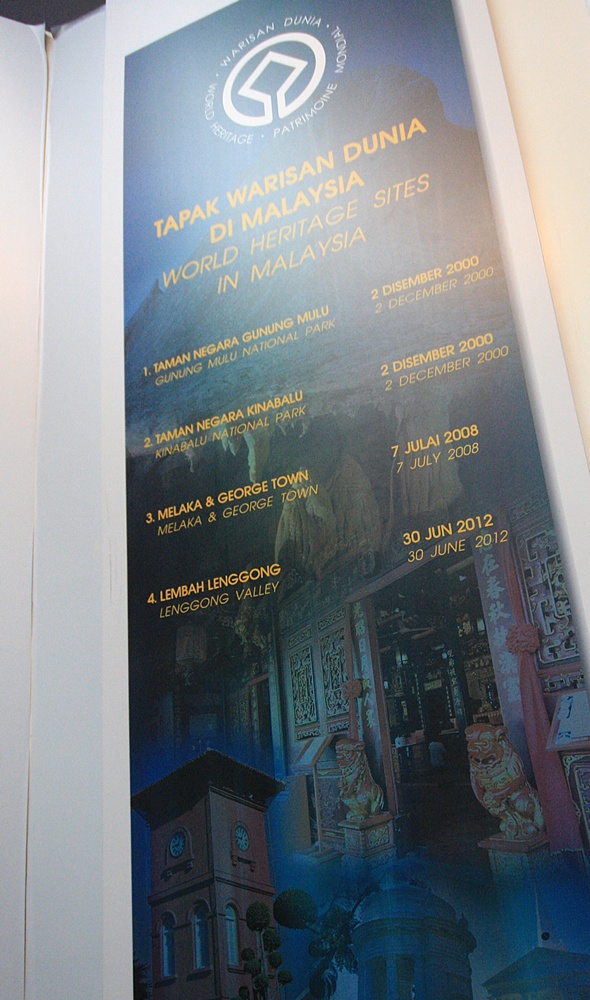 WARISAN DUNIA • WORLD HERITAGE • PATRIMOINE MONDIAL •
TAPAK WARISAN DUNIA
DI MALAYSIA
WORLD HERITAGE SITES
IN MALAYSIA
1. TAMAN NEGARA GUNUNG MULU
GUNUNG MULU NATIONAL PARK
2 DISEMBER 2000
2 DECEMBER 2000
2. TAMAN NEGARA KINABALU
KINABALU NATIONAL PARK
2 DISEMBER 2000
2 DECEMBER 2000
3. MELAKA & GEORGE TOWN
MELAKA & GEORGE TOWN
7 JULAI 2008
7 JULY 2008
4. LEMBAH LENGGONG
LENGGONG VALLEY
30 JUN 2012
30 JUNE 2012